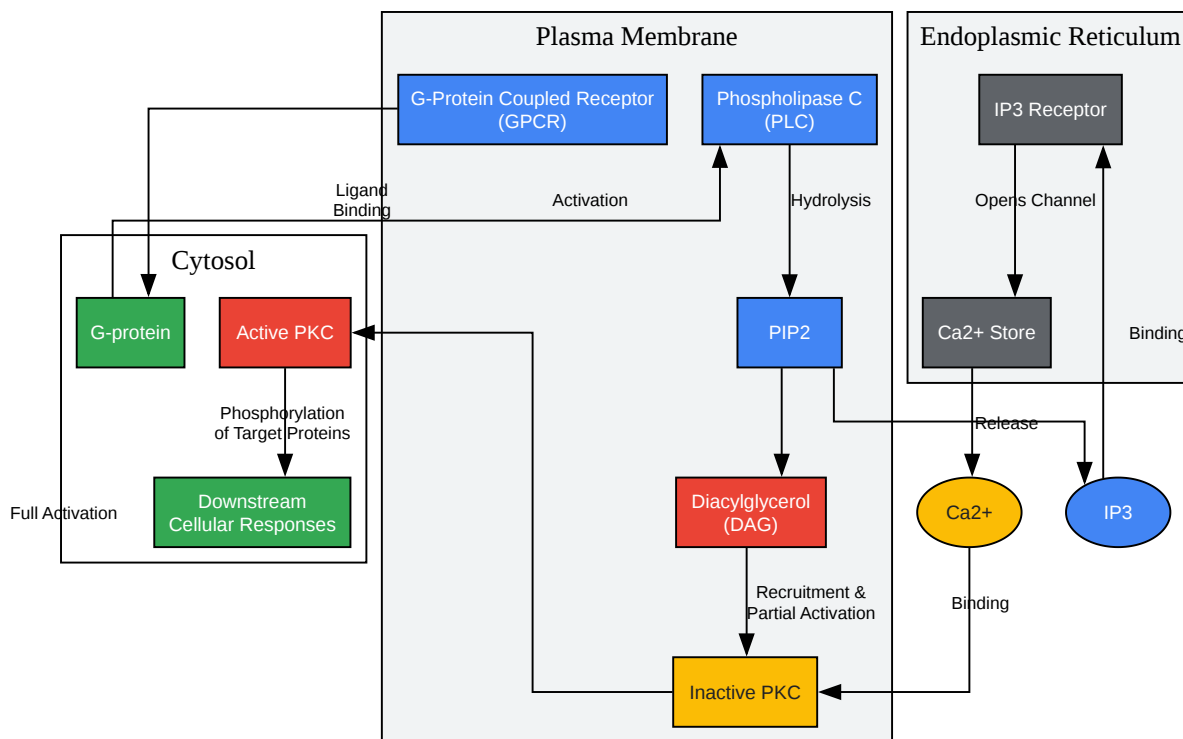 Plasma Membrane
Endoplasmic Reticulum
G-Protein Coupled Receptor
(GPCR)
Phospholipase C
(PLC)
IP3 Receptor
Ligand
Binding
Activation
Hydrolysis
Opens Channel
Cytosol
G-protein
Active PKC
PIP2
Ca2+ Store
Binding
Phosphorylation
of Target Proteins
Release
Full Activation
Downstream
Cellular Responses
Diacylglycerol
(DAG)
Ca2+
IP3
Recruitment &
Partial Activation
Binding
Inactive PKC